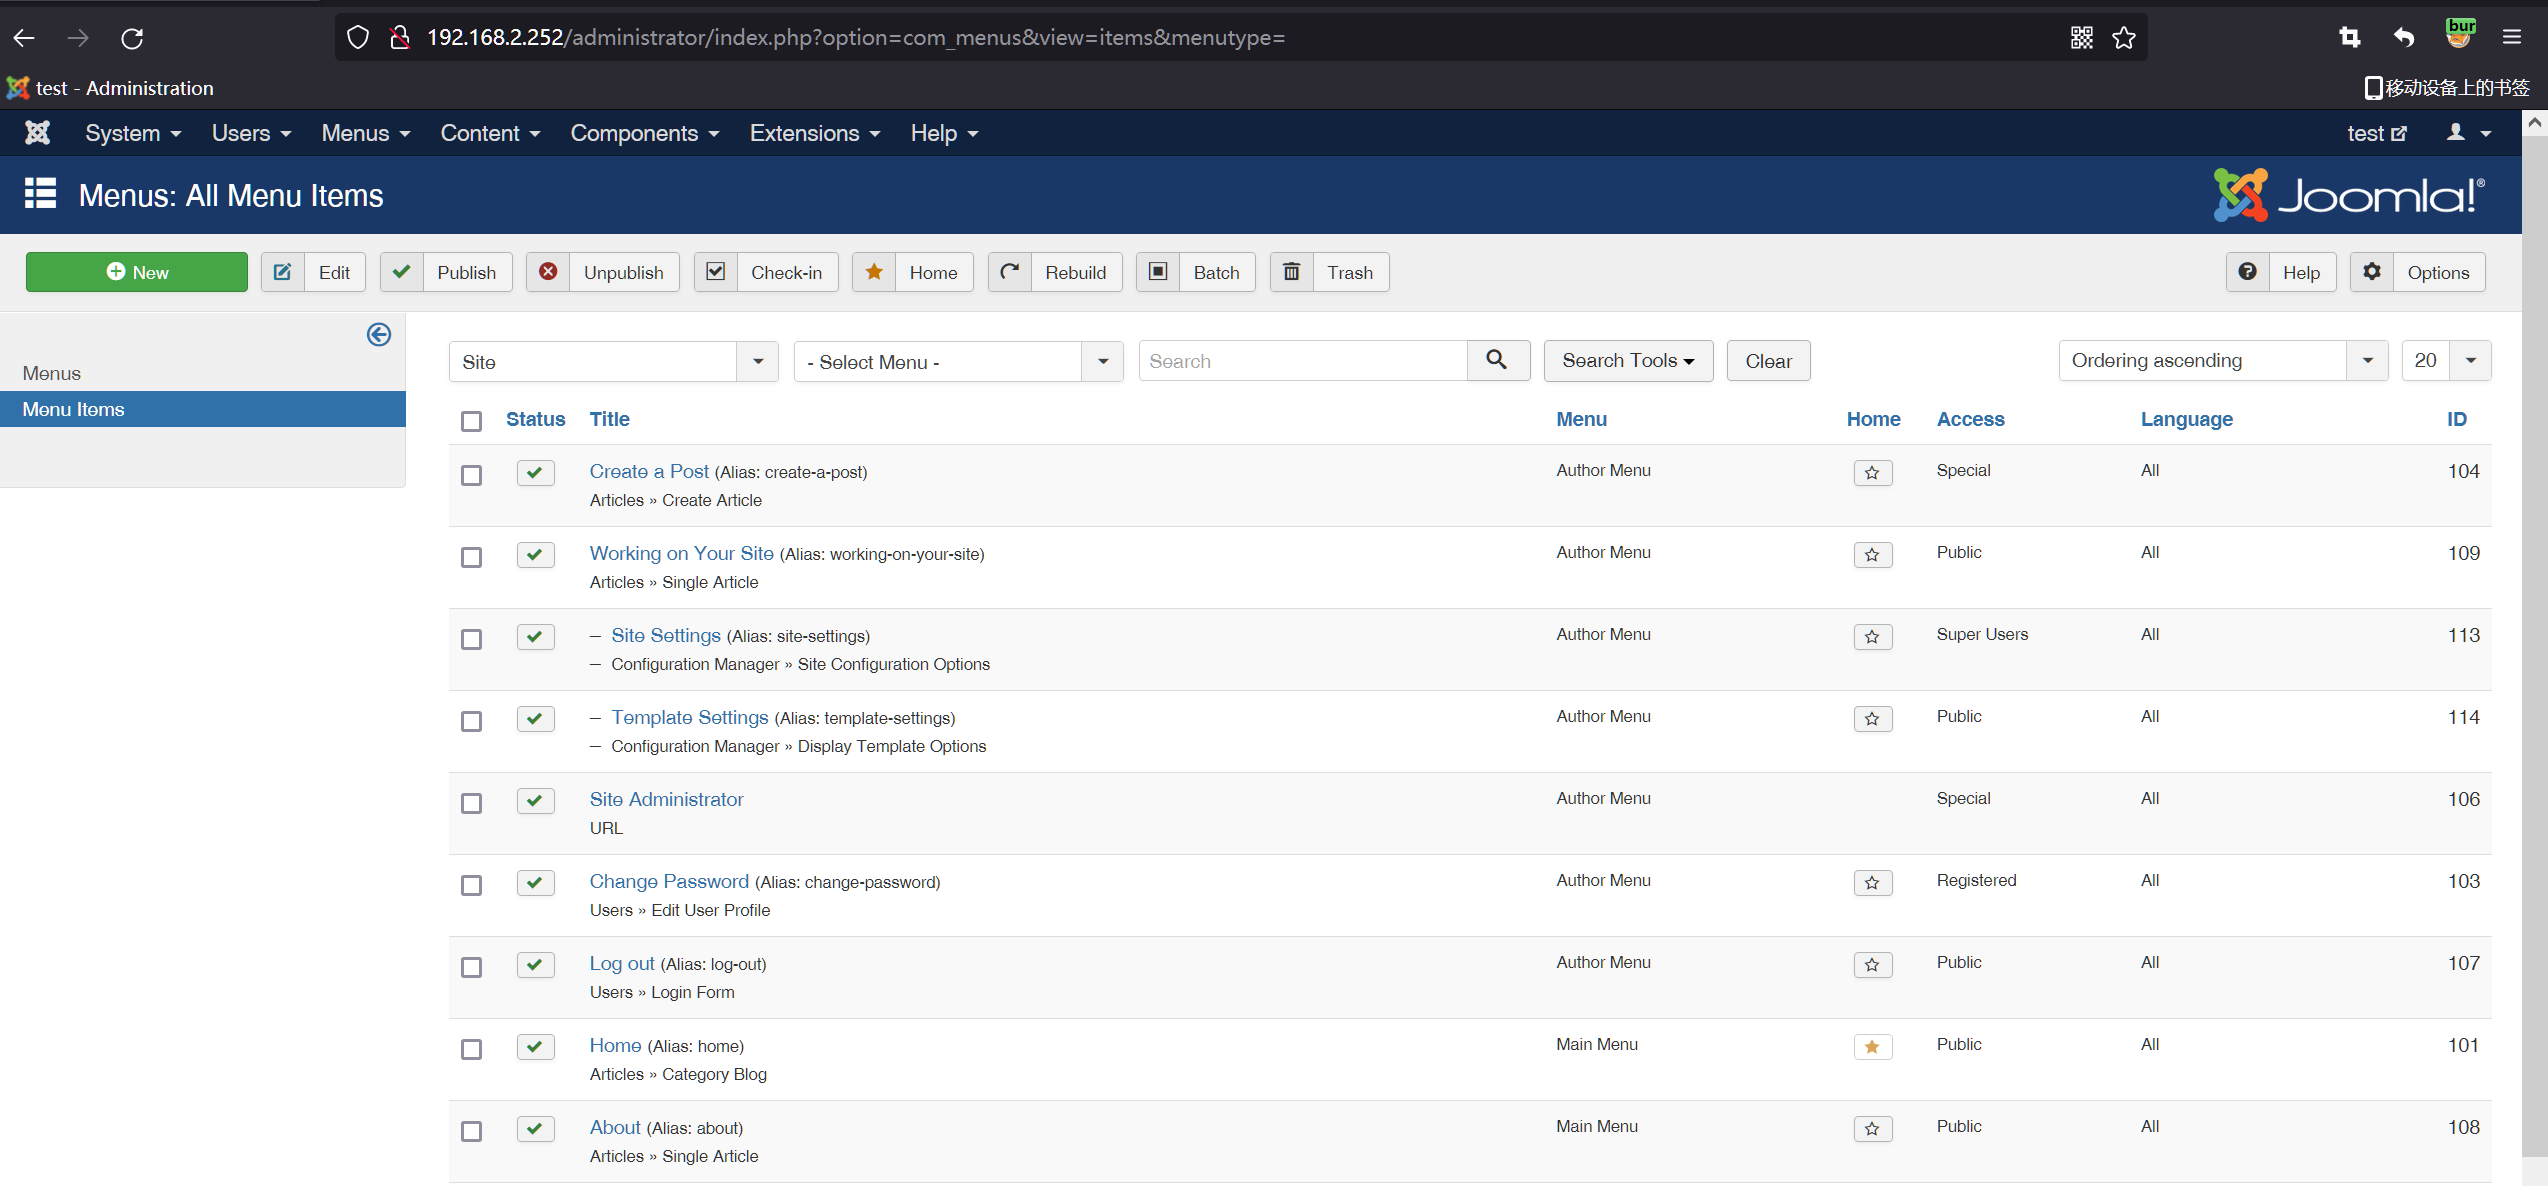 192.168.2.252/administrator/index.php?option=com_menus&view=items&menutype=
bur
test - Administration
移动设备上的书签
System Users Menus Content Components Extensions Help test
Menus: All Menu Items Joomla!®
New Edit Publish Unpublish Check-in Home Rebuild Batch Trash Help Options
Site - Select Menu - Search Search Tools Clear Ordering ascending 20
Menus
Menu Items
Status Title Menu Home Access Language ID
Create a Post (Alias: create-a-post) Author Menu Special All 104
Articles » Create Article
Working on Your Site (Alias: working-on-your-site) Author Menu Public All 109
Articles » Single Article
– Site Settings (Alias: site-settings) Author Menu Super Users All 113
– Configuration Manager » Site Configuration Options
– Template Settings (Alias: template-settings) Author Menu Public All 114
– Configuration Manager » Display Template Options
Site Administrator Author Menu Special All 106
URL
Change Password (Alias: change-password) Author Menu Registered All 103
Users » Edit User Profile
Log out (Alias: log-out) Author Menu Public All 107
Users » Login Form
Home (Alias: home) Main Menu Public All 101
Articles » Category Blog
About (Alias: about) Main Menu Public All 108
Articles » Single Article